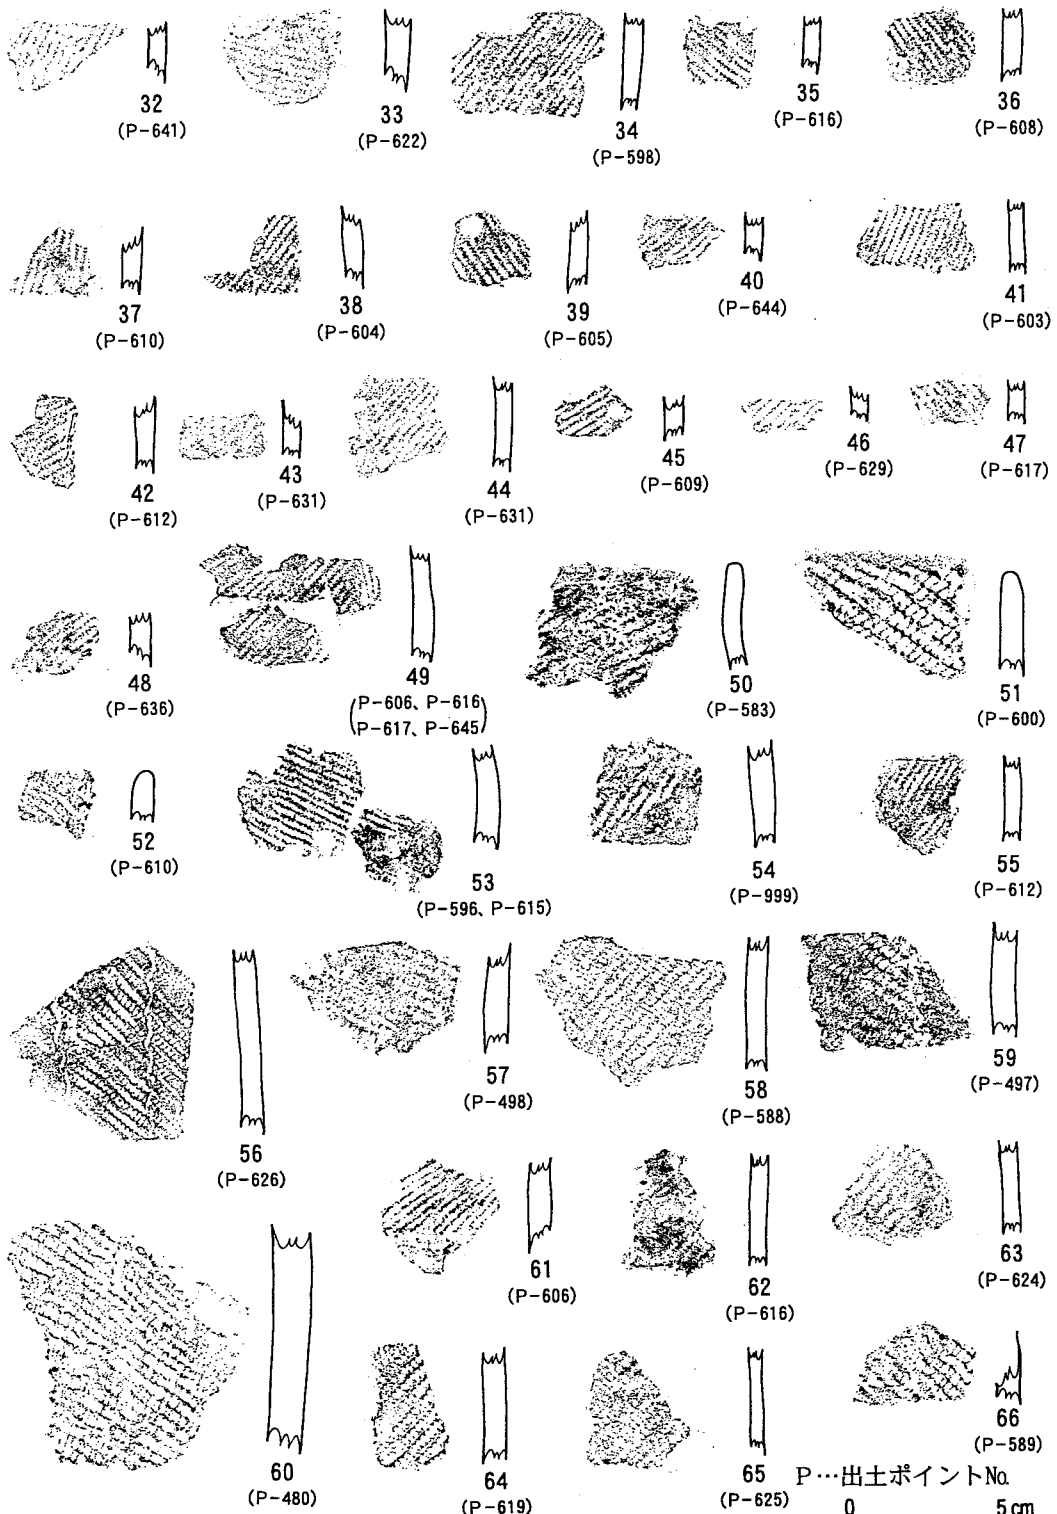 32
(P-641)
33
(P-622)
34
(P-598)
35
(P-616)
36
(P-608)
37
(P-610)
38
(P-604)
39
(P-605)
40
(P-644)
41
(P-603)
42
(P-612)
43
(P-631)
44
(P-631)
45
(P-609)
46
(P-629)
47
(P-617)
48
(P-636)
49
(P-606、P-616
P-617、P-645)
50
(P-583)
51
(P-600)
52
(P-610)
53
(P-596、P-615)
54
(P-999)
55
(P-612)
56
(P-626)
57
(P-498)
58
(P-588)
59
(P-497)
60
(P-480)
61
(P-606)
62
(P-616)
63
(P-624)
64
(P-619)
65
(P-625)
66
(P-589)
P…出土ポイントNo.
0 5cm